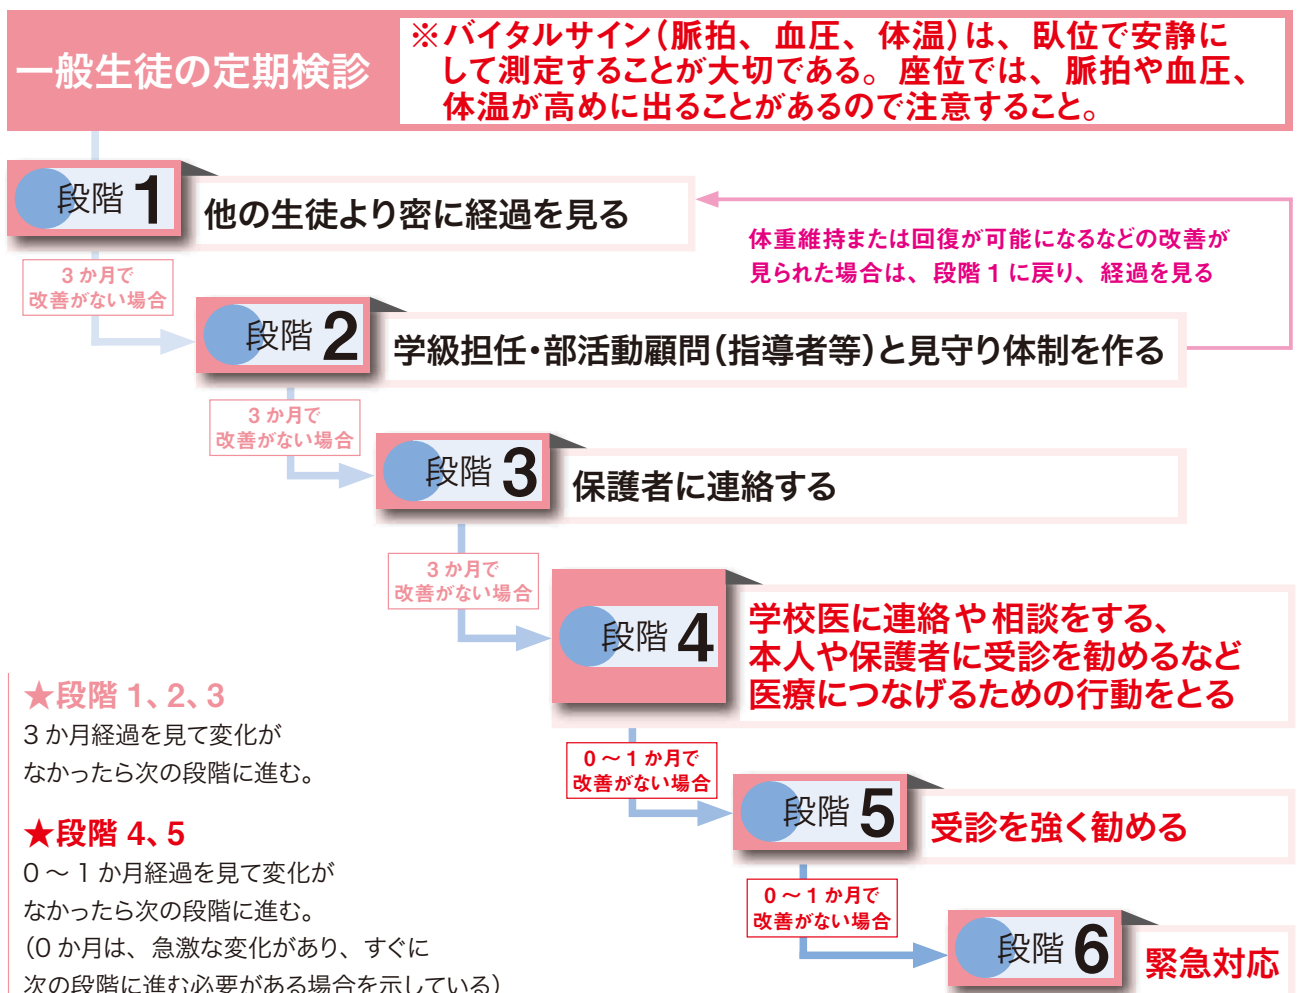 一般生徒の定期検診
※バイタルサイン（脈拍、血圧、体温）は、臥位で安静に
して測定することが大切である。座位では、脈拍や血圧、
体温が高めに出ることがあるので注意すること。
段階 1
他の生徒より密に経過を見る
体重維持または回復が可能になるなどの改善が
見られた場合は、段階 1 に戻り、経過を見る
3 か月で
改善がない場合
段階 2
学級担任・部活動顧問（指導者等）と見守り体制を作る
3 か月で
改善がない場合
段階 3
保護者に連絡する
3 か月で
改善がない場合
段階 4
学校医に連絡や相談をする、
本人や保護者に受診を勧めるなど
医療につなげるための行動をとる
0～1 か月で
改善がない場合
段階 5
受診を強く勧める
0～1 か月で
改善がない場合
段階 6
緊急対応
★段階 1、2、3
3 か月経過を見て変化が
なかったら次の段階に進む。
★段階 4、5
0～1 か月経過を見て変化が
なかったら次の段階に進む。
（0 か月は、急激な変化があり、すぐに
次の段階に進む必要がある場合を示している）